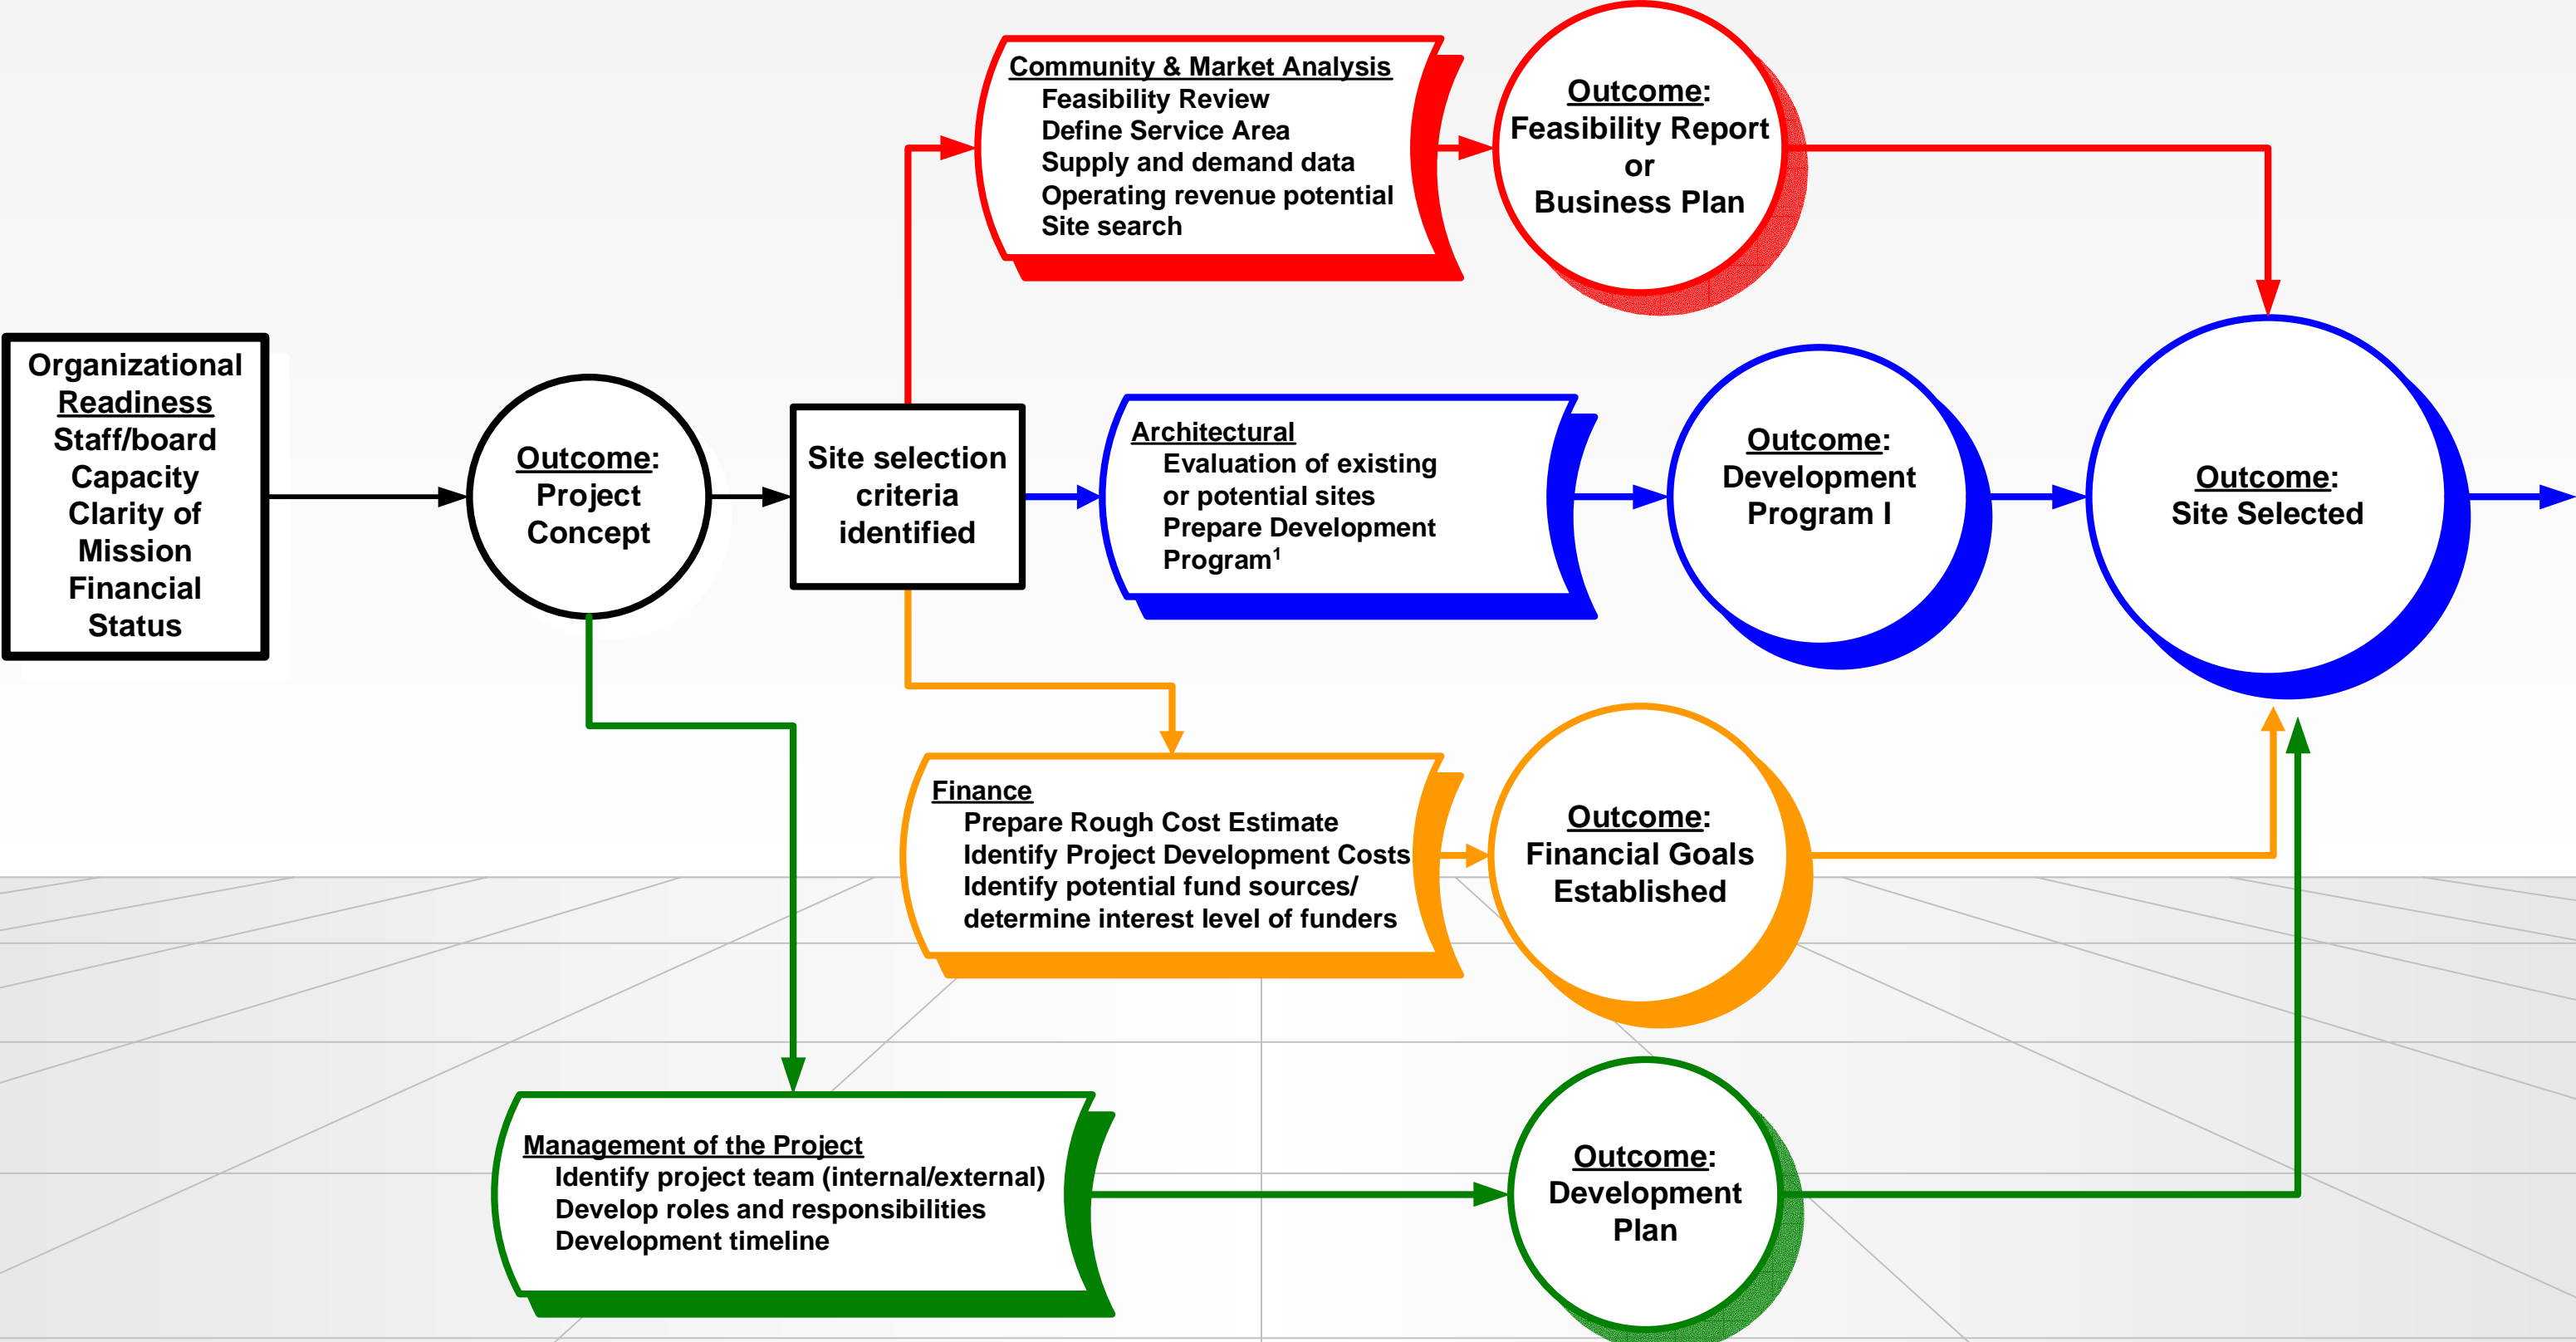 Community & Market Analysis
Feasibility Review
Define Service Area
Supply and demand data
Operating revenue potential
Site search
Outcome:
Feasibility Report
or
Business Plan
Organizational
Readiness
Staff/board
Capacity
Clarity of
Mission
Financial
Status
Outcome:
Project
Concept
Site selection
criteria
identified
Architectural
Evaluation of existing
or potential sites
Prepare Development
Program¹
Outcome:
Development
Program I
Outcome:
Site Selected
Finance
Prepare Rough Cost Estimate
Identify Project Development Costs
Identify potential fund sources/
determine interest level of funders
Outcome:
Financial Goals
Established
Management of the Project
Identify project team (internal/external)
Develop roles and responsibilities
Development timeline
Outcome:
Development
Plan